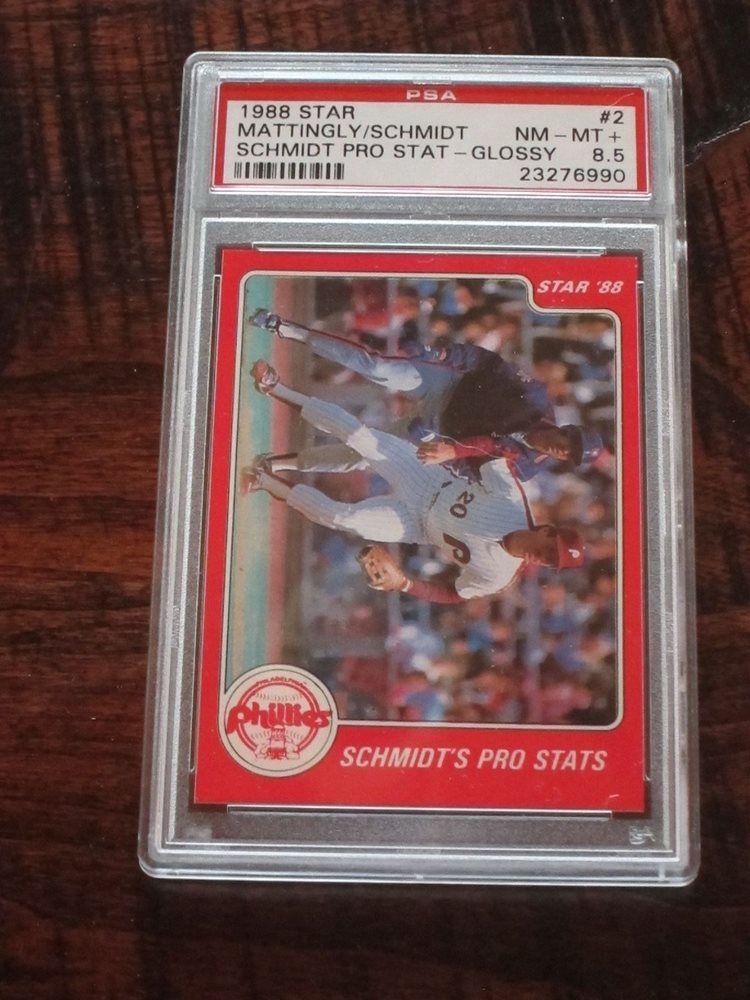 PSA
1988 STAR #2
MATTINGLY/SCHMIDT NM-MT+
SCHMIDT PRO STAT-GLOSSY 8.5
23276990
STAR '88
20
P
PHILADELPHIA
Phillies
SCHMIDT'S PRO STATS